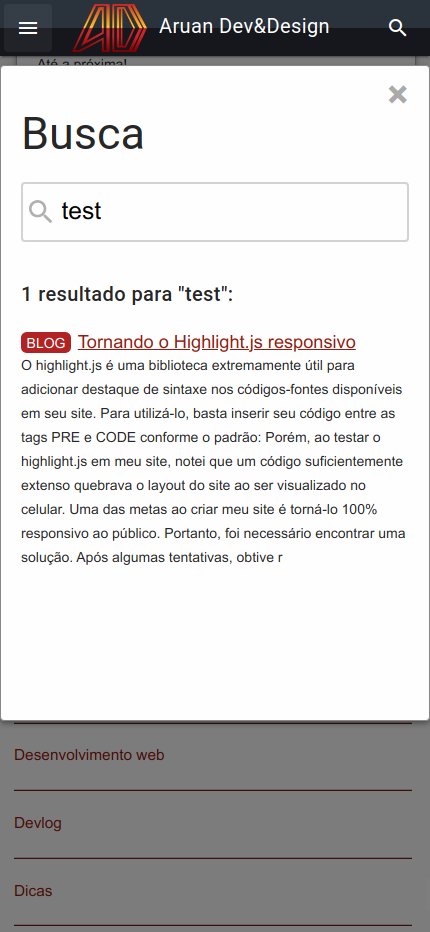 Aruan Dev&Design
Até a próxima!
Busca
test
1 resultado para "test":
BLOG Tornando o Highlight.js responsivo
O highlight.js é uma biblioteca extremamente útil para
adicionar destaque de sintaxe nos códigos-fontes disponíveis
em seu site. Para utilizá-lo, basta inserir seu código entre as
tags PRE e CODE conforme o padrão: Porém, ao testar o
highlight.js em meu site, notei que um código suficientemente
extenso quebrava o layout do site ao ser visualizado no
celular. Uma das metas ao criar meu site é torná-lo 100%
responsivo ao público. Portanto, foi necessário encontrar uma
solução. Após algumas tentativas, obtive r
Desenvolvimento web
Devlog
Dicas